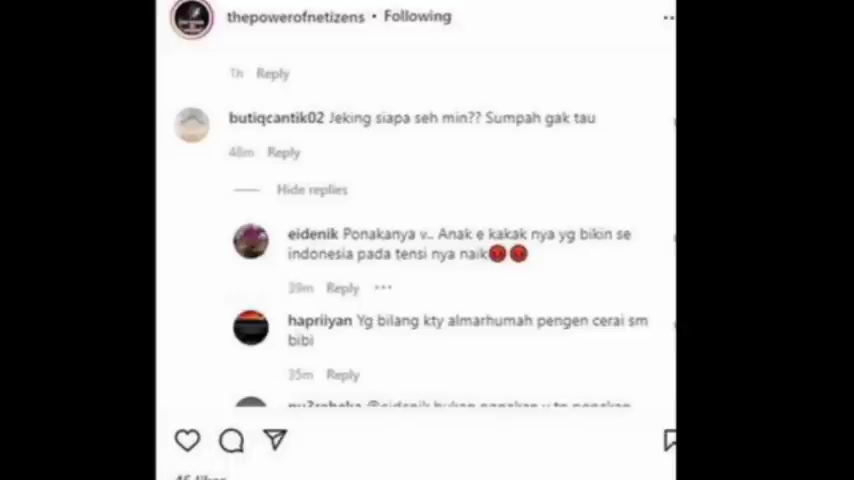 thepowerofnetizens • Following
1h Reply
butiqcantik02 Jeking siapa seh min?? Sumpah gak tau
48m Reply
Hide replies
eidenik Ponakanya v.. Anak e kakak nya yg bikin se
indonesia pada tensi nya naik
39m Reply
hapriiyan Yg bilang kty almarhumah pengen cerai sm
bibi
35m Reply